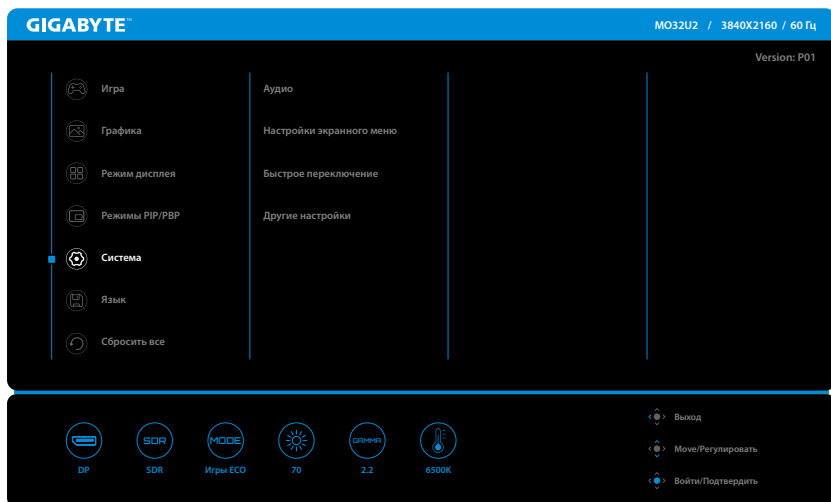 GIGABYTE™
MO32U2 / 3840X2160 / 60 Гц
Version: P01
Игра
Аудио
Графика
Настройки экранного меню
Режим дисплея
Быстрое переключение
Режимы PIP/PBP
Другие настройки
Система
Язык
Сбросить все
SDR MODE GAMMA
DP SDR Игры ECO 70 2.2 6500K
Выход
Move/Регулировать
Войти/Подтвердить